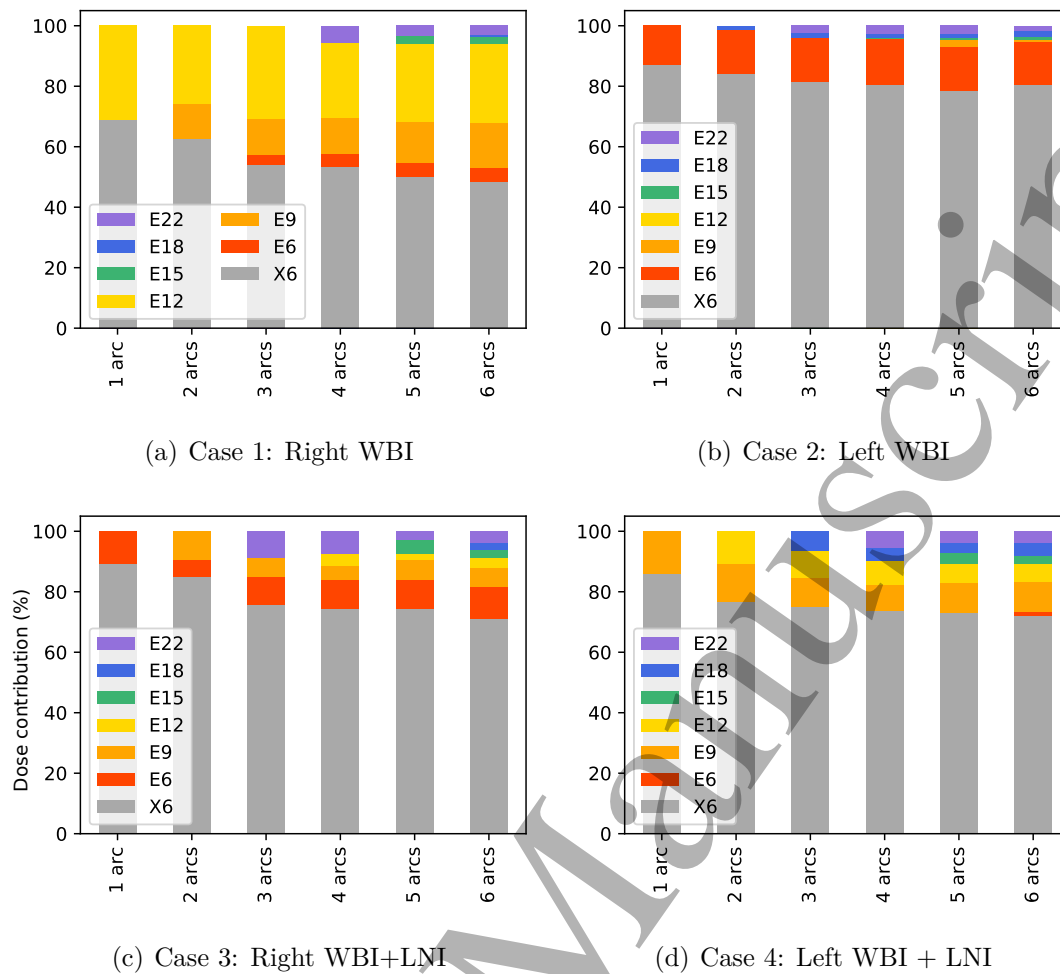 100
80
60
40
20
0
E22
E18
E15
E12
E9
E6
X6
1 arc
2 arcs
3 arcs
4 arcs
5 arcs
6 arcs
(a) Case 1: Right WBI
100
80
60
40
20
0
E22
E18
E15
E12
E9
E6
X6
1 arc
2 arcs
3 arcs
4 arcs
5 arcs
6 arcs
(b) Case 2: Left WBI
Dose contribution (%)
100
80
60
40
20
0
E22
E18
E15
E12
E9
E6
X6
1 arc
2 arcs
3 arcs
4 arcs
5 arcs
6 arcs
(c) Case 3: Right WBI+LNI
100
80
60
40
20
0
E22
E18
E15
E12
E9
E6
X6
1 arc
2 arcs
3 arcs
4 arcs
5 arcs
6 arcs
(d) Case 4: Left WBI + LNI
Manuscrip